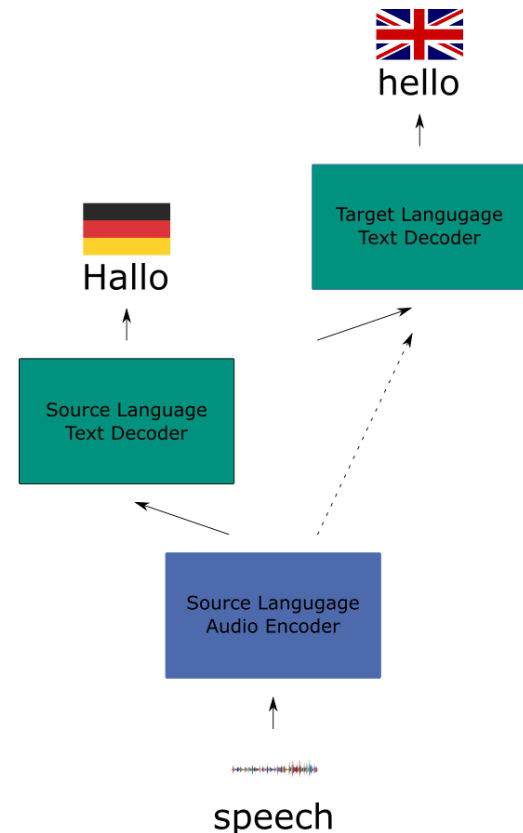 hello
Target Langugage
Text Decoder
Hallo
Source Language
Text Decoder
Source Langugage
Audio Encoder
speech